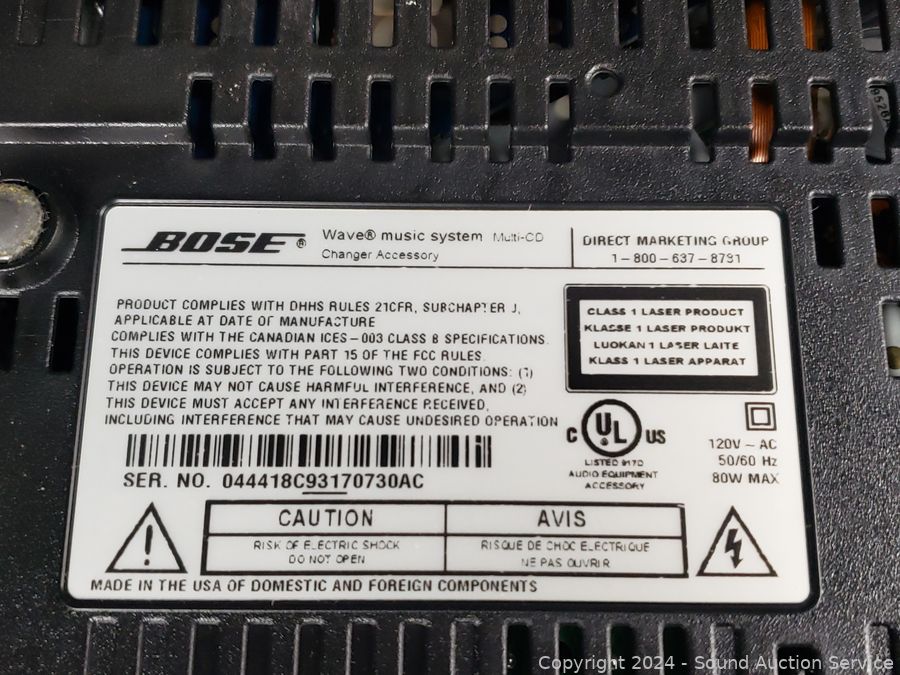 BOSE® Wave® music system Multi-CD
Changer Accessory
DIRECT MARKETING GROUP
1-800-637-8731
PRODUCT COMPLIES WITH DHHS RULES 21CFR, SUBCHAPTER J,
APPLICABLE AT DATE OF MANUFACTURE
COMPLIES WITH THE CANADIAN ICES-003 CLASS B SPECIFICATIONS.
THIS DEVICE COMPLIES WITH PART 15 OF THE FCC RULES.
OPERATION IS SUBJECT TO THE FOLLOWING TWO CONDITIONS: (1)
THIS DEVICE MAY NOT CAUSE HARMFUL INTERFERENCE, AND (2)
THIS DEVICE MUST ACCEPT ANY INTERFERENCE RECEIVED,
INCLUDING INTERFERENCE THAT MAY CAUSE UNDESIRED OPERATION
CLASS 1 LASER PRODUCT
KLASSE 1 LASER PRODUKT
LUOKAN 1 LASER LAITE
KLASS 1 LASER APPARAT
SER. NO. 044418C93170730AC
C UL US
LISTED 917D
AUDIO EQUIPMENT
ACCESSORY
120V ~ AC
50/60 Hz
80W MAX
CAUTION
RISK OF ELECTRIC SHOCK
DO NOT OPEN
AVIS
RISQUE DE CHOC ELECTRIQUE
NE PAS OUVRIR
MADE IN THE USA OF DOMESTIC AND FOREIGN COMPONENTS
Copyright 2024 - Sound Auction Service